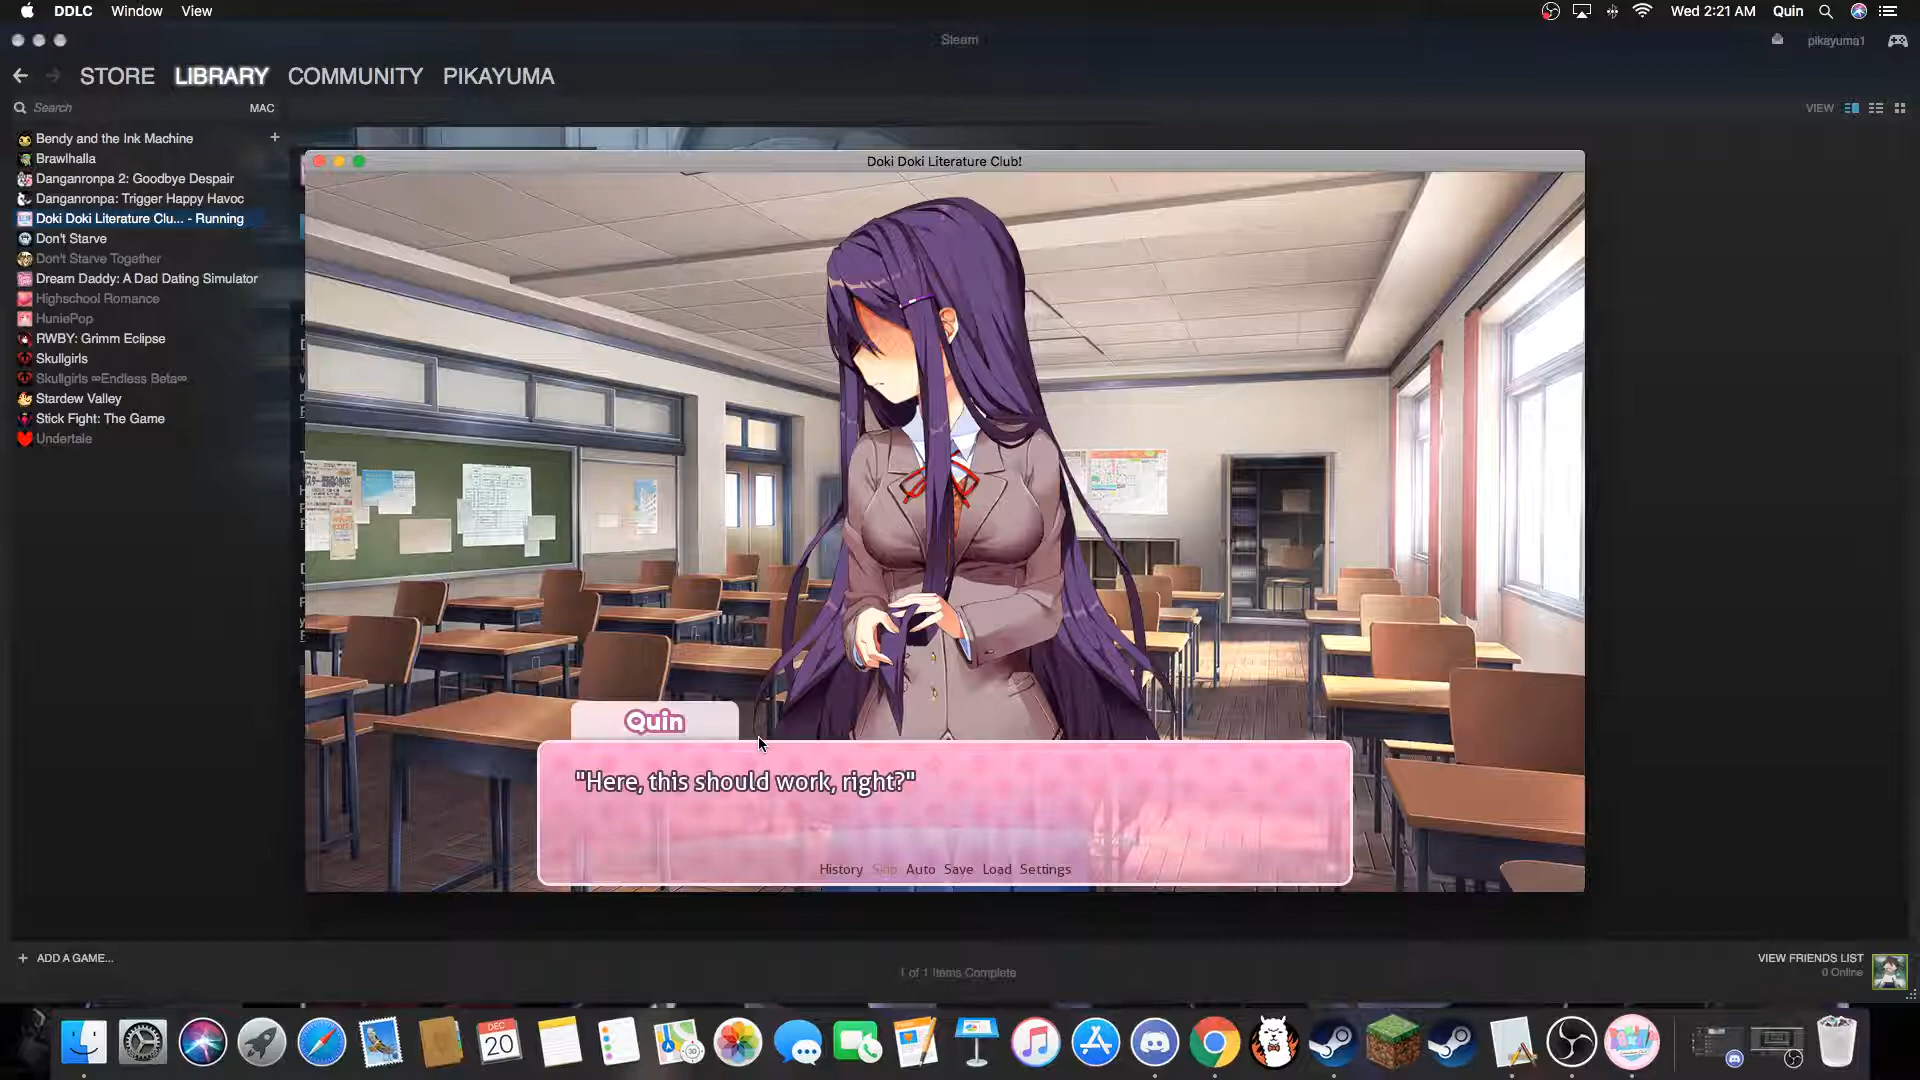 DDLC Window View
Wed 2:21 AM Quin
Steam
pikayuma1
STORE LIBRARY COMMUNITY PIKAYUMA
Search MAC
VIEW
Bendy and the Ink Machine
Brawlhalla
Danganronpa 2: Goodbye Despair
Danganronpa: Trigger Happy Havoc
Doki Doki Literature Clu... - Running
Don't Starve
Don't Starve Together
Dream Daddy: A Dad Dating Simulator
Highschool Romance
HuniePop
RWBY: Grimm Eclipse
Skullgirls
Skullgirls ∞Endless Beta∞
Stardew Valley
Stick Fight: The Game
Undertale
Doki Doki Literature Club!
Quin
"Here, this should work, right?"
History Skip Auto Save Load Settings
+ ADD A GAME...
1 of 1 Items Complete
VIEW FRIENDS LIST
0 Online
DEC
20